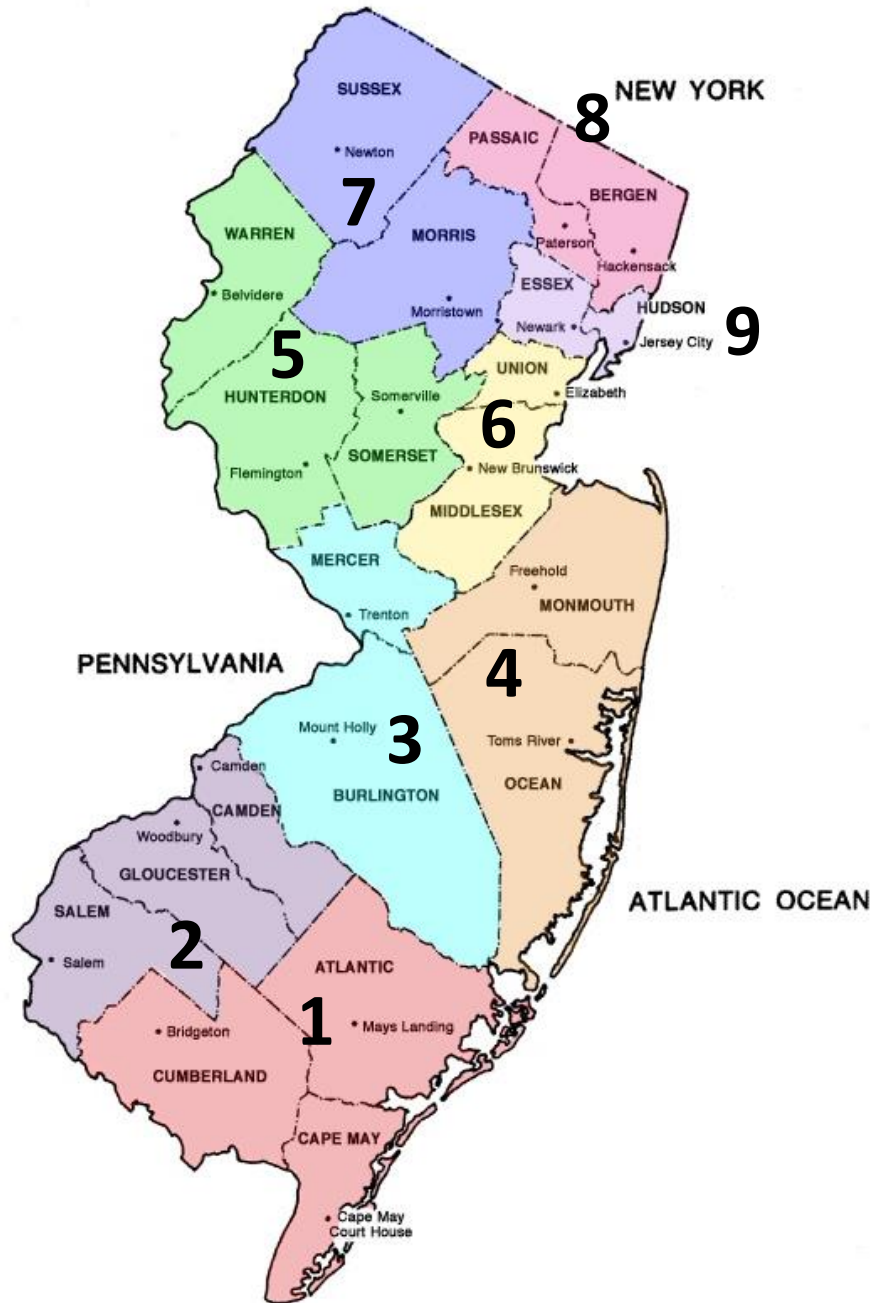 SUSSEX
8
NEW YORK
PASSAIC
Newton
7
BERGEN
WARREN
MORRIS
Paterson
Hackensack
ESSEX
Belvidere
HUDSON
Morristown
Newark
9
Jersey City
5
UNION
HUNTERDON
Somerville
Elizabeth
6
SOMERSET
Flemington
New Brunswick
MIDDLESEX
MERCER
Freehold
MONMOUTH
Trenton
PENNSYLVANIA
4
Mount Holly
3
Toms River
Camden
OCEAN
BURLINGTON
CAMDEN
Woodbury
GLOUCESTER
ATLANTIC OCEAN
SALEM
2
Salem
ATLANTIC
1
Mays Landing
Bridgeton
CUMBERLAND
CAPE MAY
Cape May
Court House